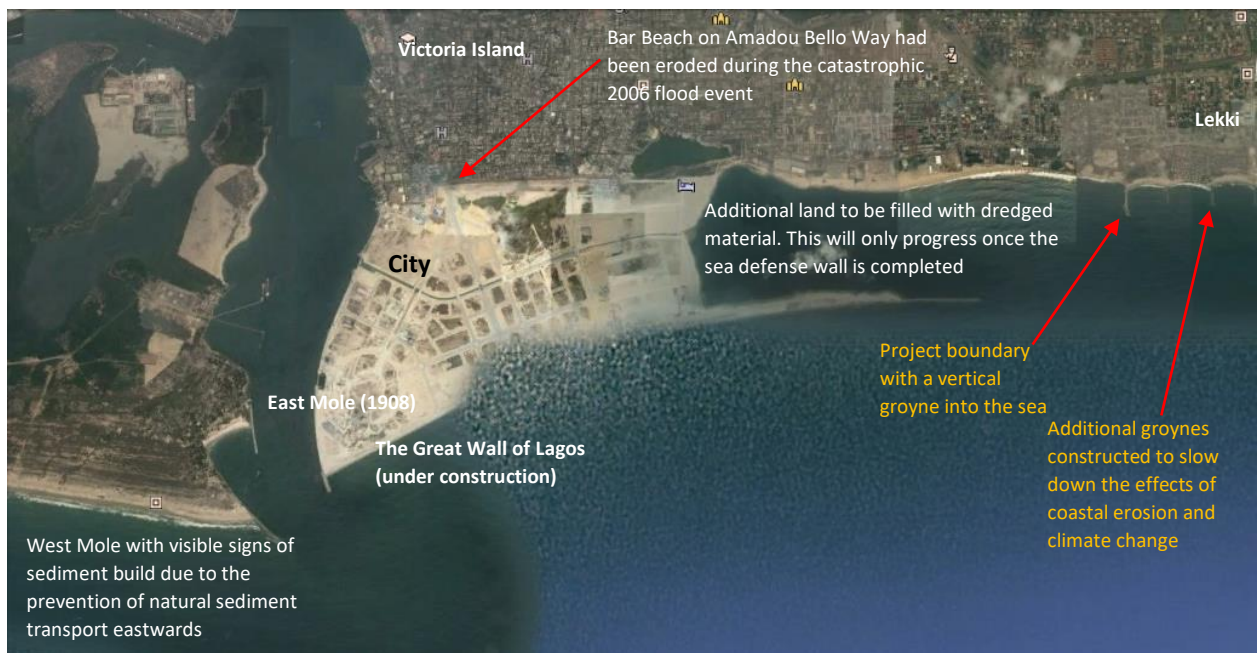 Victoria Island
Bar Beach on Amadou Bello Way had
been eroded during the catastrophic
2006 flood event
Lekki
Additional land to be filled with dredged
material. This will only progress once the
sea defense wall is completed
City
Project boundary
with a vertical
groyne into the sea
East Mole (1908)
Additional groynes
constructed to slow
down the effects of
coastal erosion and
climate change
The Great Wall of Lagos
(under construction)
West Mole with visible signs of
sediment build due to the
prevention of natural sediment
transport eastwards
H
H